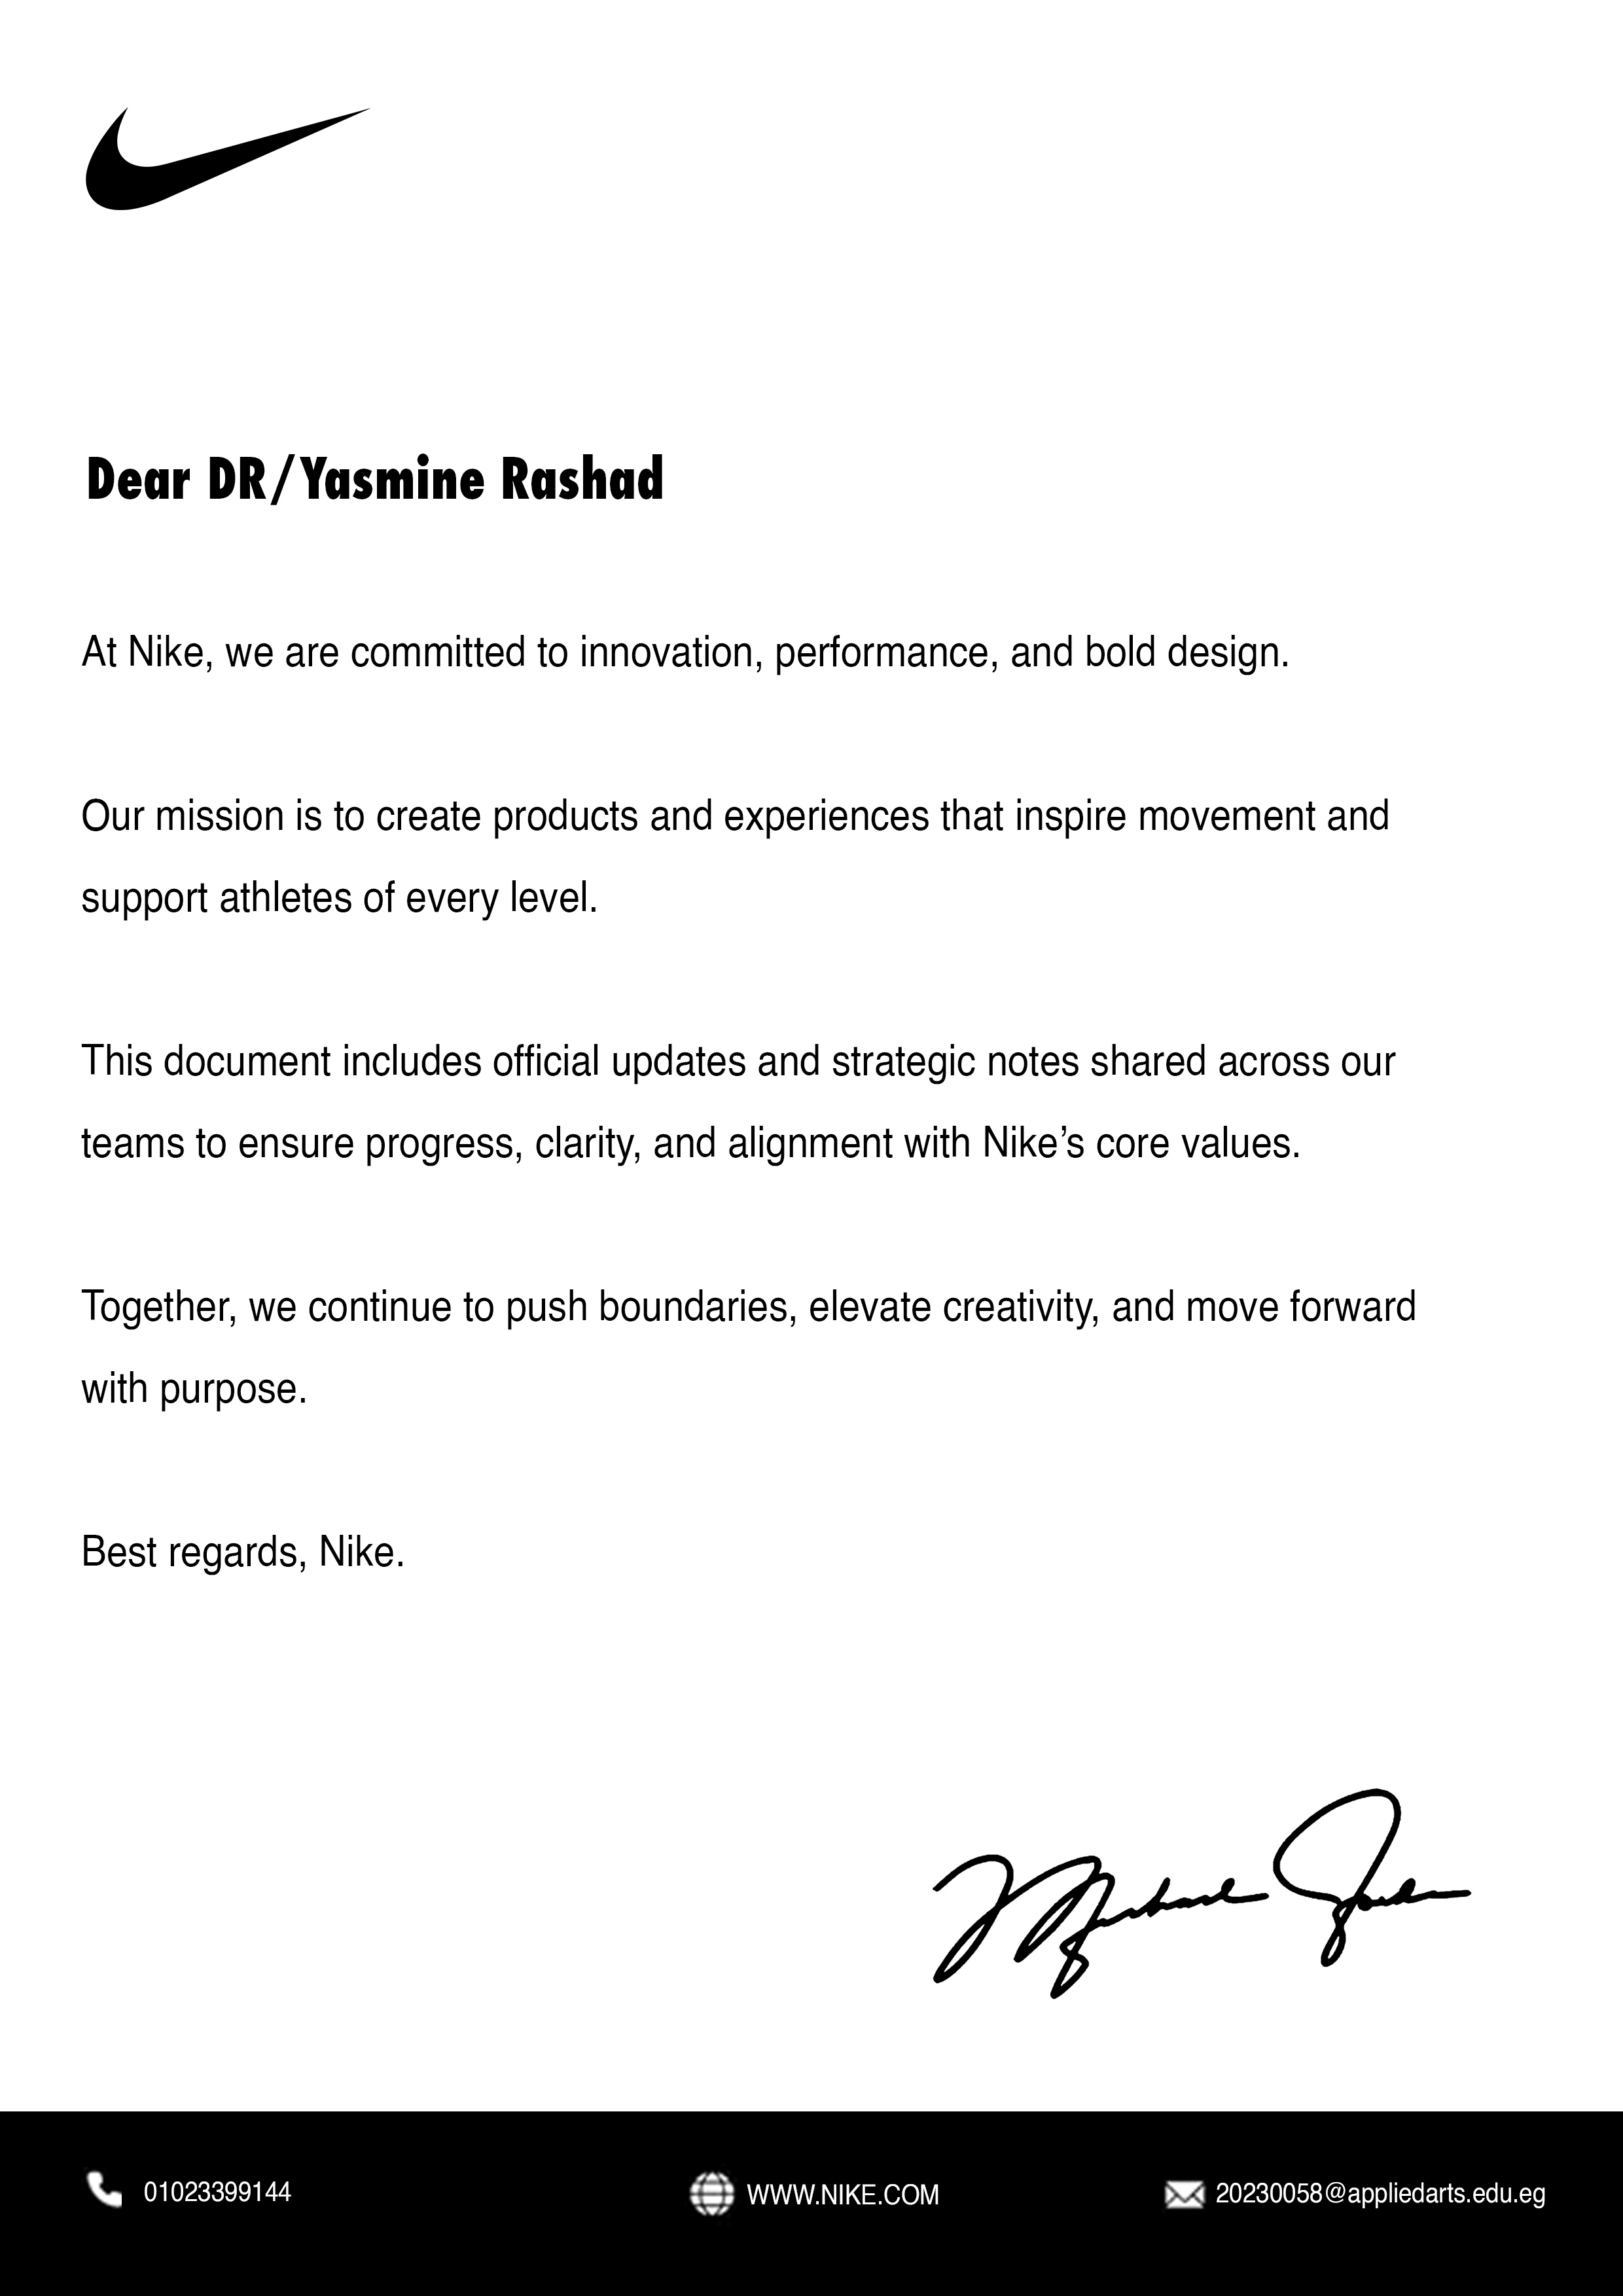 Dear DR/Yasmine Rashad
At Nike, we are committed to innovation, performance, and bold design.
Our mission is to create products and experiences that inspire movement and
support athletes of every level.
This document includes official updates and strategic notes shared across our
teams to ensure progress, clarity, and alignment with Nike’s core values.
Together, we continue to push boundaries, elevate creativity, and move forward
with purpose.
Best regards, Nike.
01023399144
WWW.NIKE.COM
20230058@appliedarts.edu.eg